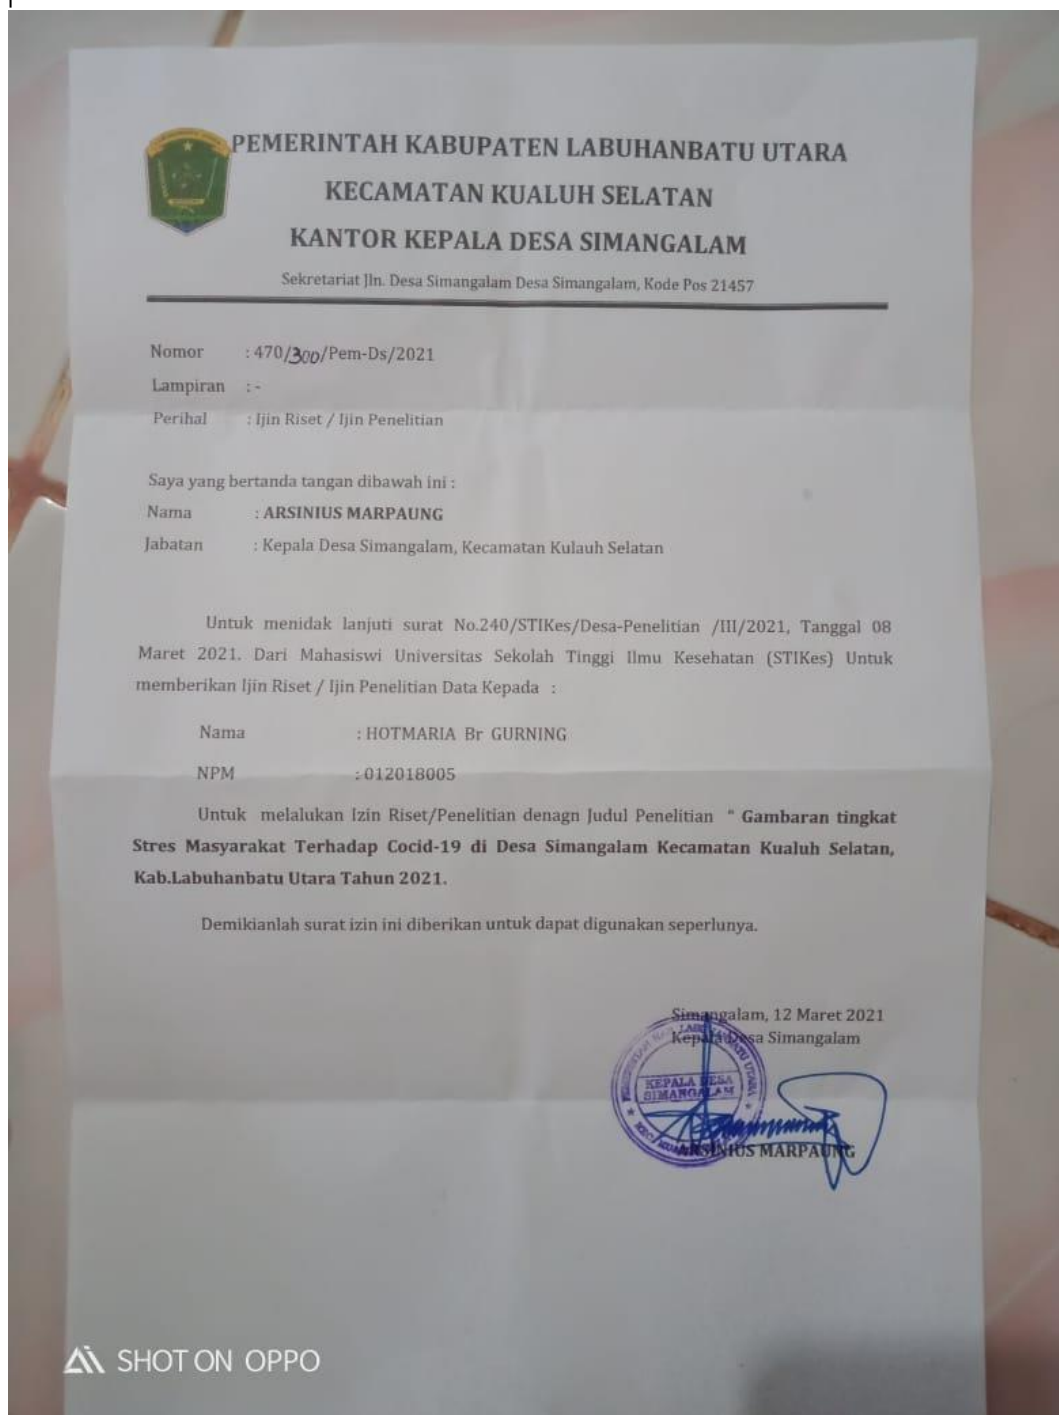 PEMERINTAH KABUPATEN LABUHANBATU UTARA
KECAMATAN KUALUH SELATAN
KANTOR KEPALA DESA SIMANGALAM
Sekretariat Jln. Desa Simangalam Desa Simangalam, Kode Pos 21457
Nomor : 470/300/Pem-Ds/2021
Lampiran : -
Perihal : Ijin Riset / Ijin Penelitian
Saya yang bertanda tangan dibawah ini :
Nama : ARSINIUS MARPAUNG
Jabatan : Kepala Desa Simangalam, Kecamatan Kulauh Selatan
Untuk menidak lanjuti surat No.240/STIKes/Desa-Penelitian /III/2021, Tanggal 08
Maret 2021. Dari Mahasiswi Universitas Sekolah Tinggi Ilmu Kesehatan (STIKes) Untuk
memberikan Ijin Riset / Ijin Penelitian Data Kepada :
Nama : HOTMARIA Br GURNING
NPM : 012018005
Untuk melalukan Izin Riset/Penelitian denagn Judul Penelitian " Gambaran tingkat
Stres Masyarakat Terhadap Cocid-19 di Desa Simangalam Kecamatan Kualuh Selatan,
Kab.Labuhanbatu Utara Tahun 2021.
Demikianlah surat izin ini diberikan untuk dapat digunakan seperlunya.
Simangalam, 12 Maret 2021
Kepala Desa Simangalam
KEPALA DESA
SIMANGALAM
ARSINIUS MARPAUNG
SHOT ON OPPO